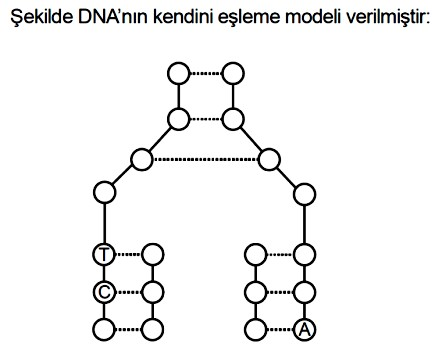 Şekilde DNA’nın kendini eşleme modeli verilmiştir:
T
C
A